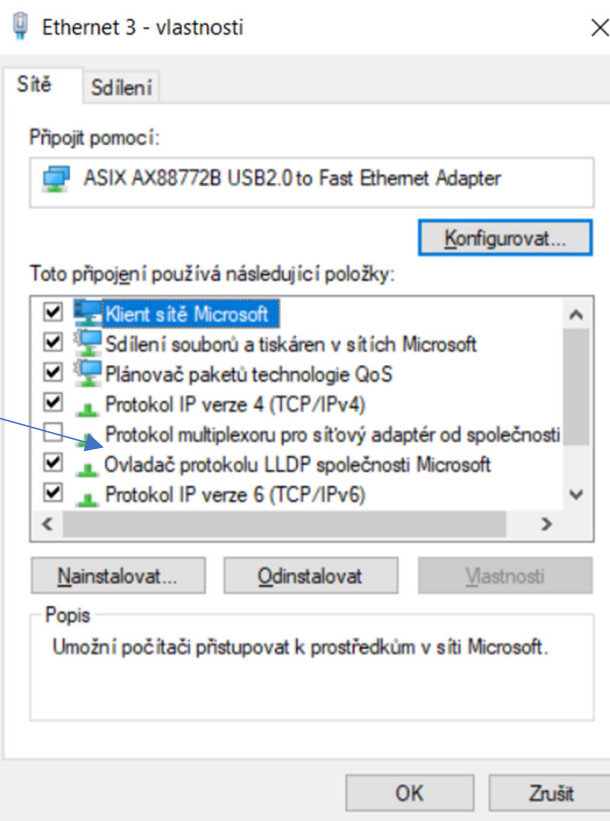 Ethernet 3 - vlastnosti
Sítě
Sdílení
Připojit pomocí:
ASIX AX88772B USB2.0 to Fast Ethernet Adapter
Konfigurovat...
Toto připojení používá následující položky:
Klient sítě Microsoft
Sdílení souborů a tiskáren v sítích Microsoft
Plánovač paketů technologie QoS
Protokol IP verze 4 (TCP/IPv4)
Protokol multiplexoru pro síťový adaptér od společnosti
Ovladač protokolu LLDP společnosti Microsoft
Protokol IP verze 6 (TCP/IPv6)
Nainstalovat...
Odinstalovat
Vlastnosti
Popis
Umožní počítači přistupovat k prostředkům v síti Microsoft.
OK
Zrušit